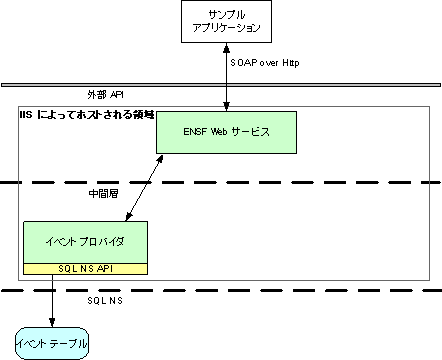 サンプル
アプリケーション
SOAP over Http
外部 API
IIS によってホストされる領域
ENSF Web サービス
中間層
イベント プロバイダ
SQL NS API
SQL NS
イベント テーブル